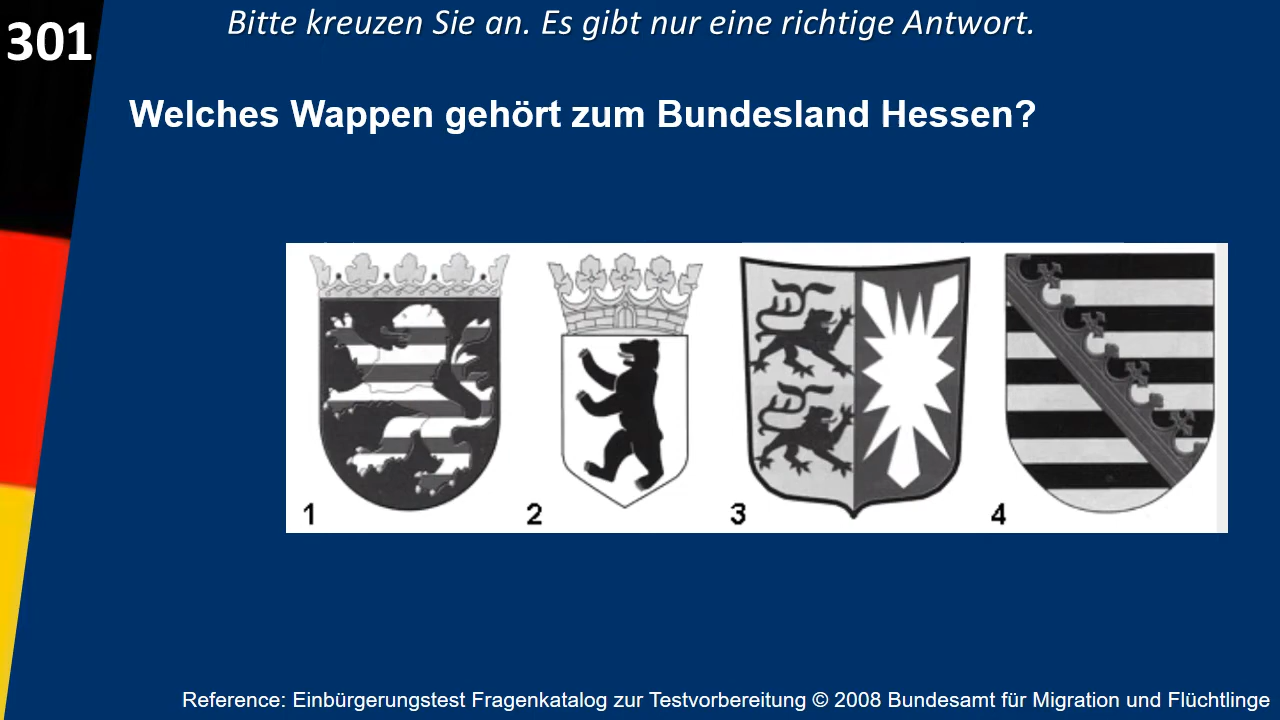 301
Bitte kreuzen Sie an. Es gibt nur eine richtige Antwort.
Welches Wappen gehört zum Bundesland Hessen?
1 2 3 4
Reference: Einbürgerungstest Fragenkatalog zur Testvorbereitung © 2008 Bundesamt für Migration und Flüchtlinge